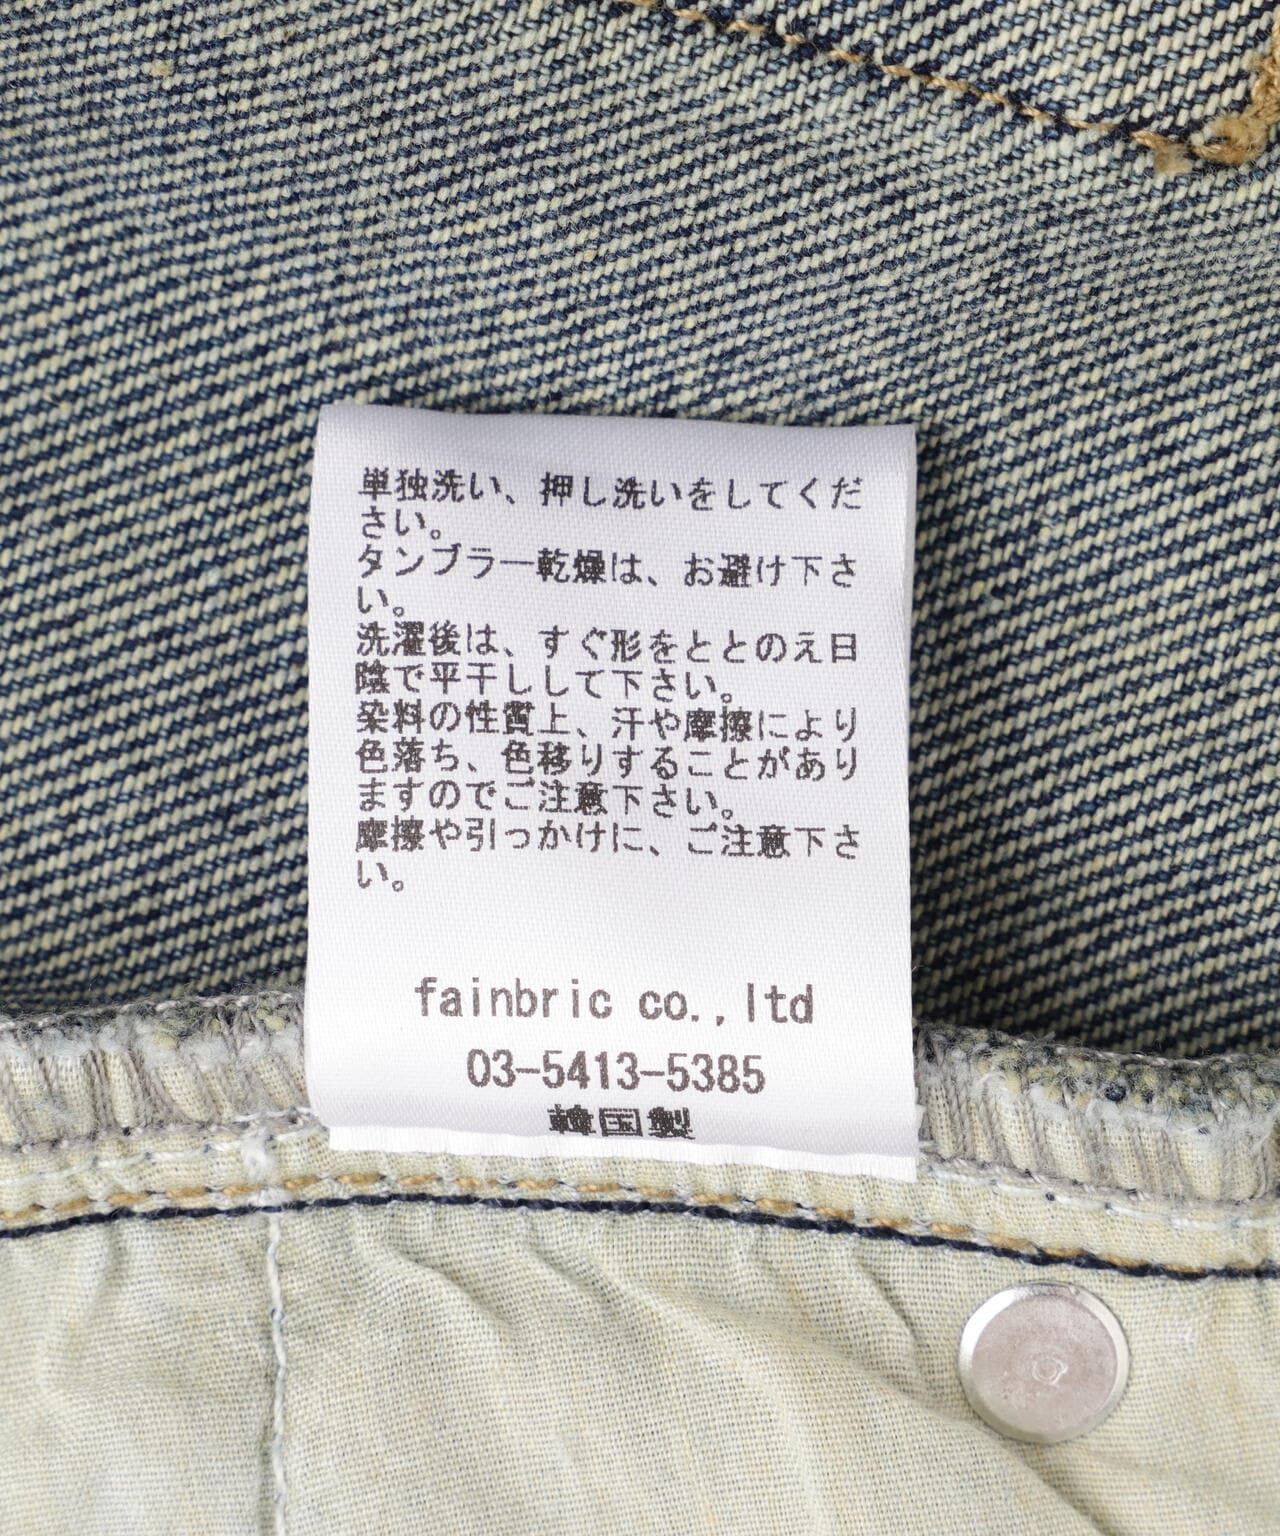 単独洗い、押し洗いをしてくだ
さい。
タンブラー乾燥は、お避け下さ
い。
洗濯後は、すぐ形をととのえ日
陰で平干しして下さい。
染料の性質上、汗や摩擦により
色落ち、色移りすることがあり
ますのでご注意下さい。
摩擦や引っかけに、ご注意下さ
い。
fainbric co.,ltd
03-5413-5385
韓国製